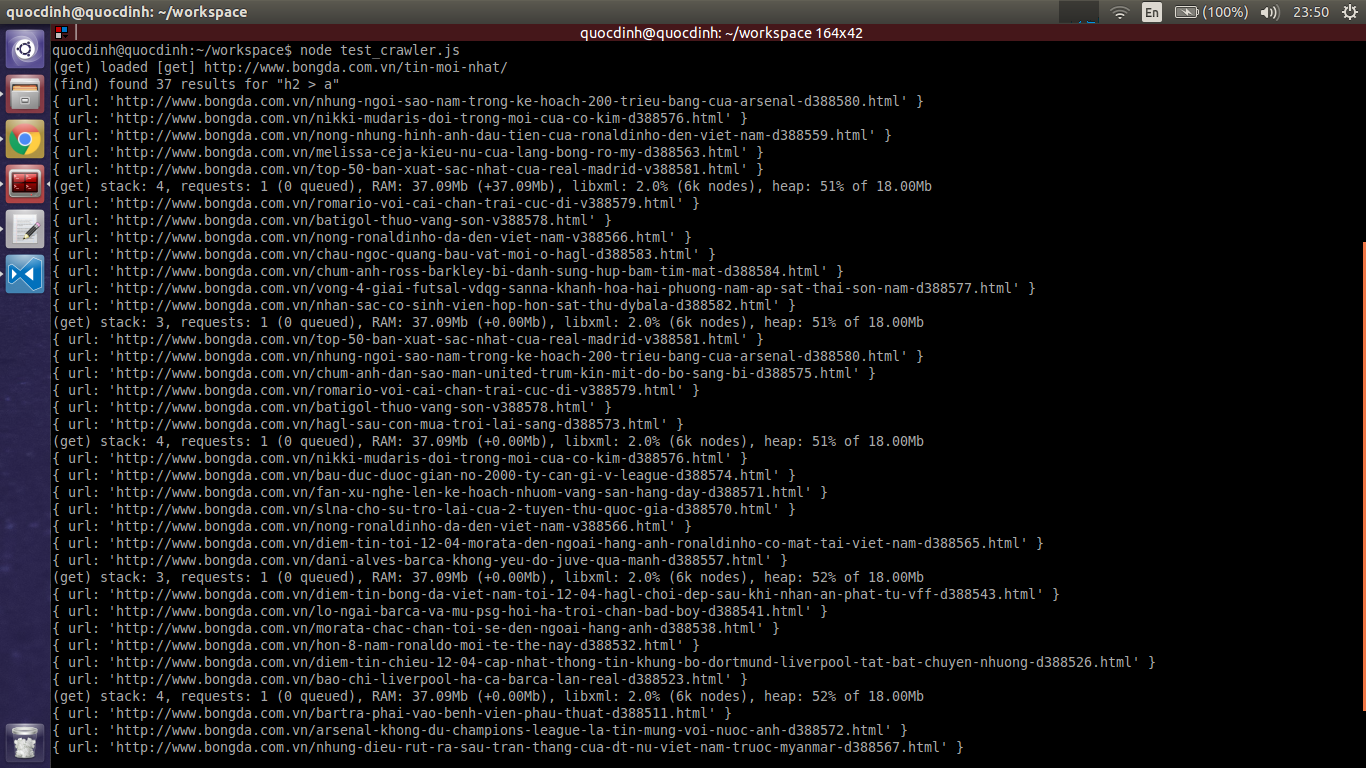 quocdinh@quocdinh: ~/workspace
En
(100%)
23:50
quocdinh@quocdinh: ~/workspace 164x42
quocdinh@quocdinh:~/workspace$ node test_crawler.js
(get) loaded [get] http://www.bongda.com.vn/tin-moi-nhat/
(find) found 37 results for "h2 > a"
{ url: 'http://www.bongda.com.vn/nhung-ngoi-sao-nam-trong-ke-hoach-200-trieu-bang-cua-arsenal-d388580.html' }
{ url: 'http://www.bongda.com.vn/nikki-mudaris-doi-trong-moi-cua-co-kim-d388576.html' }
{ url: 'http://www.bongda.com.vn/nong-nhung-hinh-anh-dau-tien-cua-ronaldinho-den-viet-nam-d388559.html' }
{ url: 'http://www.bongda.com.vn/melissa-ceja-kieu-nu-cua-lang-bong-ro-my-d388563.html' }
{ url: 'http://www.bongda.com.vn/top-50-ban-xuat-sac-nhat-cua-real-madrid-v388581.html' }
(get) stack: 4, requests: 1 (0 queued), RAM: 37.09Mb (+37.09Mb), libxml: 2.0% (6k nodes), heap: 51% of 18.00Mb
{ url: 'http://www.bongda.com.vn/romario-voi-cai-chan-trai-cuc-di-v388579.html' }
{ url: 'http://www.bongda.com.vn/batigol-thuo-vang-son-v388578.html' }
{ url: 'http://www.bongda.com.vn/nong-ronaldinho-da-den-viet-nam-v388566.html' }
{ url: 'http://www.bongda.com.vn/chau-ngoc-quang-bau-vat-moi-o-hagl-d388583.html' }
{ url: 'http://www.bongda.com.vn/chum-anh-ross-barkley-bi-danh-sung-hup-bam-tim-mat-d388584.html' }
{ url: 'http://www.bongda.com.vn/vong-4-giai-futsal-vdqg-sanna-khanh-hoa-hai-phuong-nam-ap-sat-thai-son-nam-d388577.html' }
{ url: 'http://www.bongda.com.vn/nhan-sac-co-sinh-vien-hop-hon-sat-thu-dybala-d388582.html' }
(get) stack: 3, requests: 1 (0 queued), RAM: 37.09Mb (+0.00Mb), libxml: 2.0% (6k nodes), heap: 51% of 18.00Mb
{ url: 'http://www.bongda.com.vn/top-50-ban-xuat-sac-nhat-cua-real-madrid-v388581.html' }
{ url: 'http://www.bongda.com.vn/nhung-ngoi-sao-nam-trong-ke-hoach-200-trieu-bang-cua-arsenal-d388580.html' }
{ url: 'http://www.bongda.com.vn/chum-anh-dan-sao-man-united-trum-kin-mit-do-bo-sang-bi-d388575.html' }
{ url: 'http://www.bongda.com.vn/romario-voi-cai-chan-trai-cuc-di-v388579.html' }
{ url: 'http://www.bongda.com.vn/batigol-thuo-vang-son-v388578.html' }
{ url: 'http://www.bongda.com.vn/hagl-sau-con-mua-troi-lai-sang-d388573.html' }
(get) stack: 4, requests: 1 (0 queued), RAM: 37.09Mb (+0.00Mb), libxml: 2.0% (6k nodes), heap: 51% of 18.00Mb
{ url: 'http://www.bongda.com.vn/nikki-mudaris-doi-trong-moi-cua-co-kim-d388576.html' }
{ url: 'http://www.bongda.com.vn/bau-duc-duoc-gian-no-2000-ty-can-gi-v-league-d388574.html' }
{ url: 'http://www.bongda.com.vn/fan-xu-nghe-len-ke-hoach-nhuom-vang-san-hang-day-d388571.html' }
{ url: 'http://www.bongda.com.vn/slna-cho-su-tro-lai-cua-2-tuyen-thu-quoc-gia-d388570.html' }
{ url: 'http://www.bongda.com.vn/nong-ronaldinho-da-den-viet-nam-v388566.html' }
{ url: 'http://www.bongda.com.vn/diem-tin-toi-12-04-morata-den-ngoai-hang-anh-ronaldinho-co-mat-tai-viet-nam-d388565.html' }
{ url: 'http://www.bongda.com.vn/dani-alves-barca-khong-yeu-do-juve-qua-manh-d388557.html' }
(get) stack: 3, requests: 1 (0 queued), RAM: 37.09Mb (+0.00Mb), libxml: 2.0% (6k nodes), heap: 52% of 18.00Mb
{ url: 'http://www.bongda.com.vn/diem-tin-bong-da-viet-nam-toi-12-04-hagl-choi-dep-sau-khi-nhan-an-phat-tu-vff-d388543.html' }
{ url: 'http://www.bongda.com.vn/lo-ngai-barca-va-mu-psg-hoi-ha-troi-chan-bad-boy-d388541.html' }
{ url: 'http://www.bongda.com.vn/morata-chac-chan-toi-se-den-ngoai-hang-anh-d388538.html' }
{ url: 'http://www.bongda.com.vn/hon-8-nam-ronaldo-moi-te-the-nay-d388532.html' }
{ url: 'http://www.bongda.com.vn/diem-tin-chieu-12-04-cap-nhat-thong-tin-khung-bo-dortmund-liverpool-tat-bat-chuyen-nhuong-d388526.html' }
{ url: 'http://www.bongda.com.vn/bao-chi-liverpool-ha-ca-barca-lan-real-d388523.html' }
(get) stack: 4, requests: 1 (0 queued), RAM: 37.09Mb (+0.00Mb), libxml: 2.0% (6k nodes), heap: 52% of 18.00Mb
{ url: 'http://www.bongda.com.vn/bartra-phai-vao-benh-vien-phau-thuat-d388511.html' }
{ url: 'http://www.bongda.com.vn/arsenal-khong-du-champions-league-la-tin-mung-voi-nuoc-anh-d388572.html' }
{ url: 'http://www.bongda.com.vn/nhung-dieu-rut-ra-sau-tran-thang-cua-dt-nu-viet-nam-truoc-myanmar-d388567.html' }